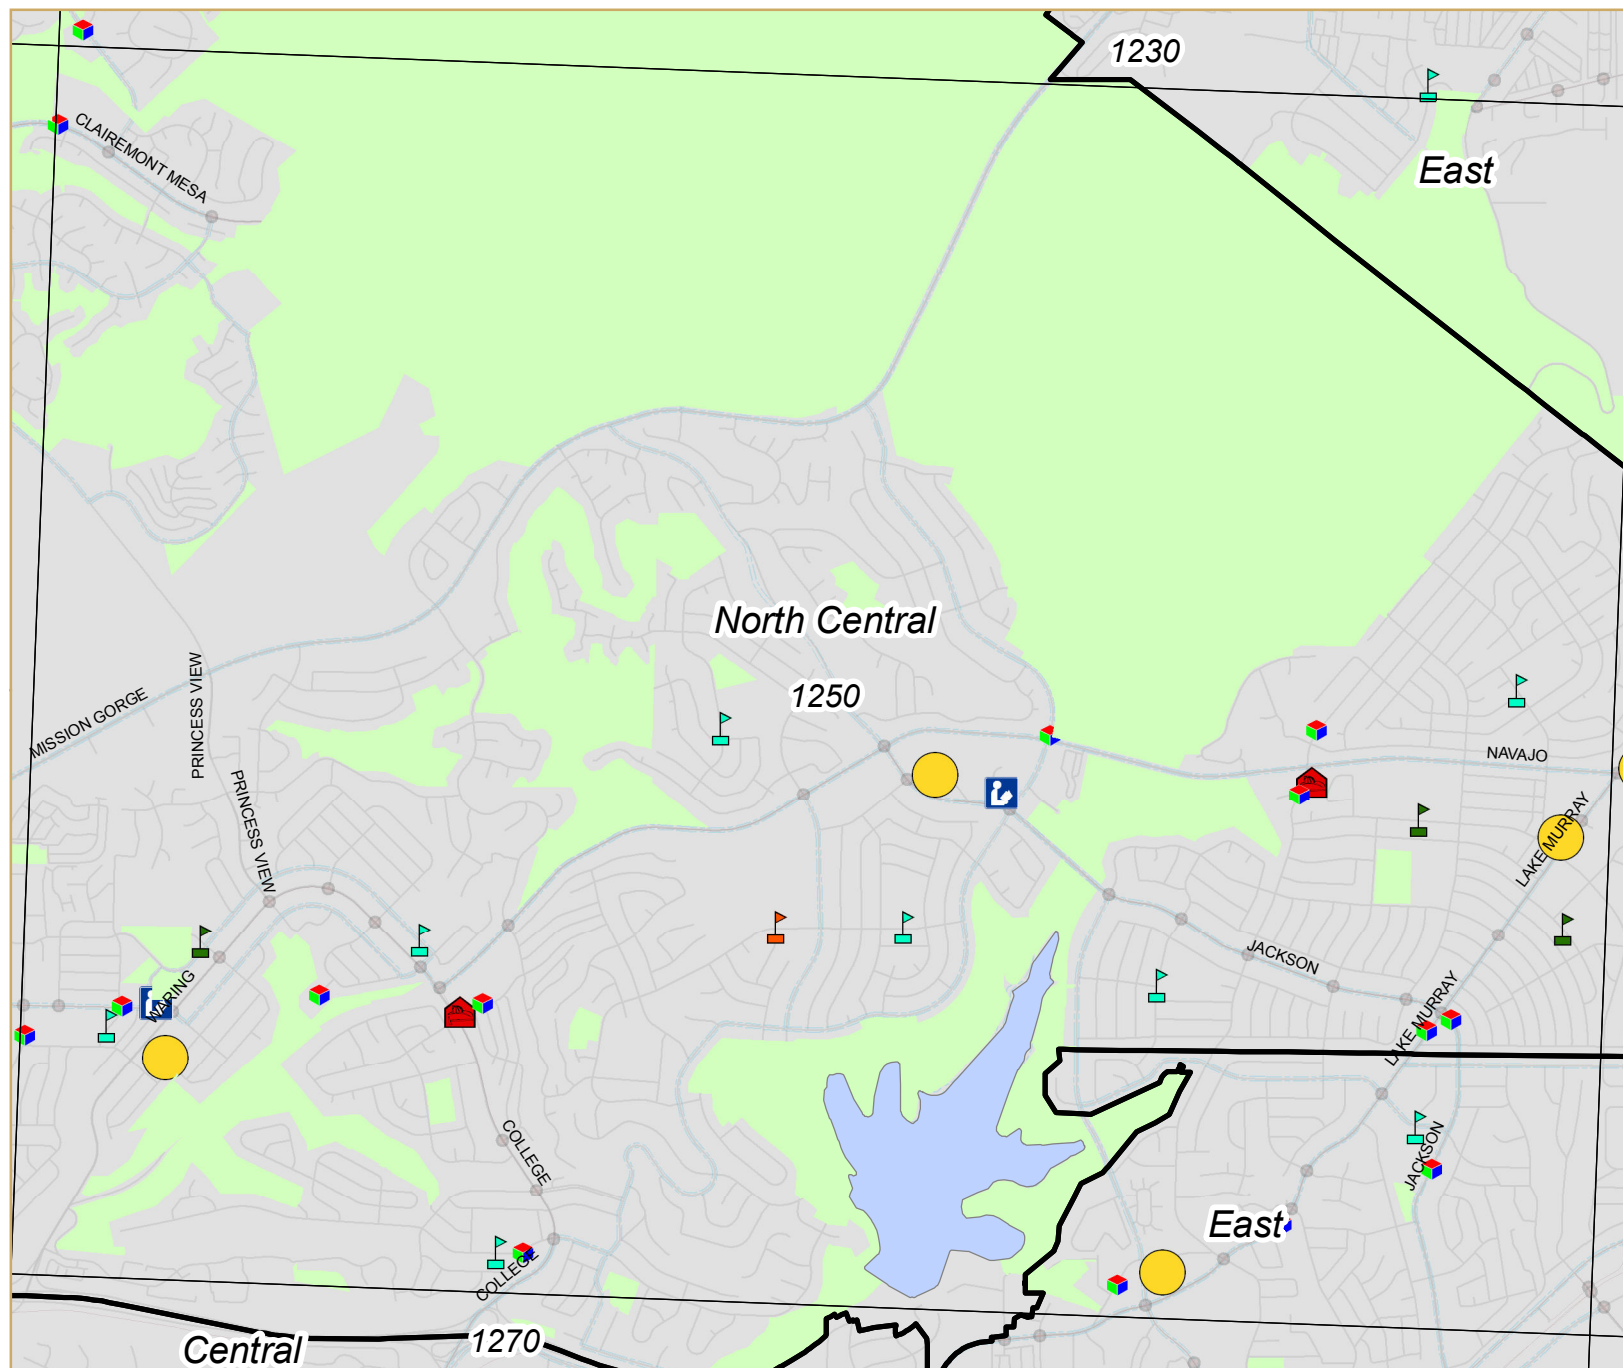 1230
CLAIREMONT MESA
East
North Central
1250
PRINCESS VIEW
MISSION GORGE
NAVAJO
PRINCESS VIEW
LAKE MURRAY
JACKSON
WARING
LAKE MURRAY
COLLEGE
JACKSON
East
COLLEGE
1270
Central